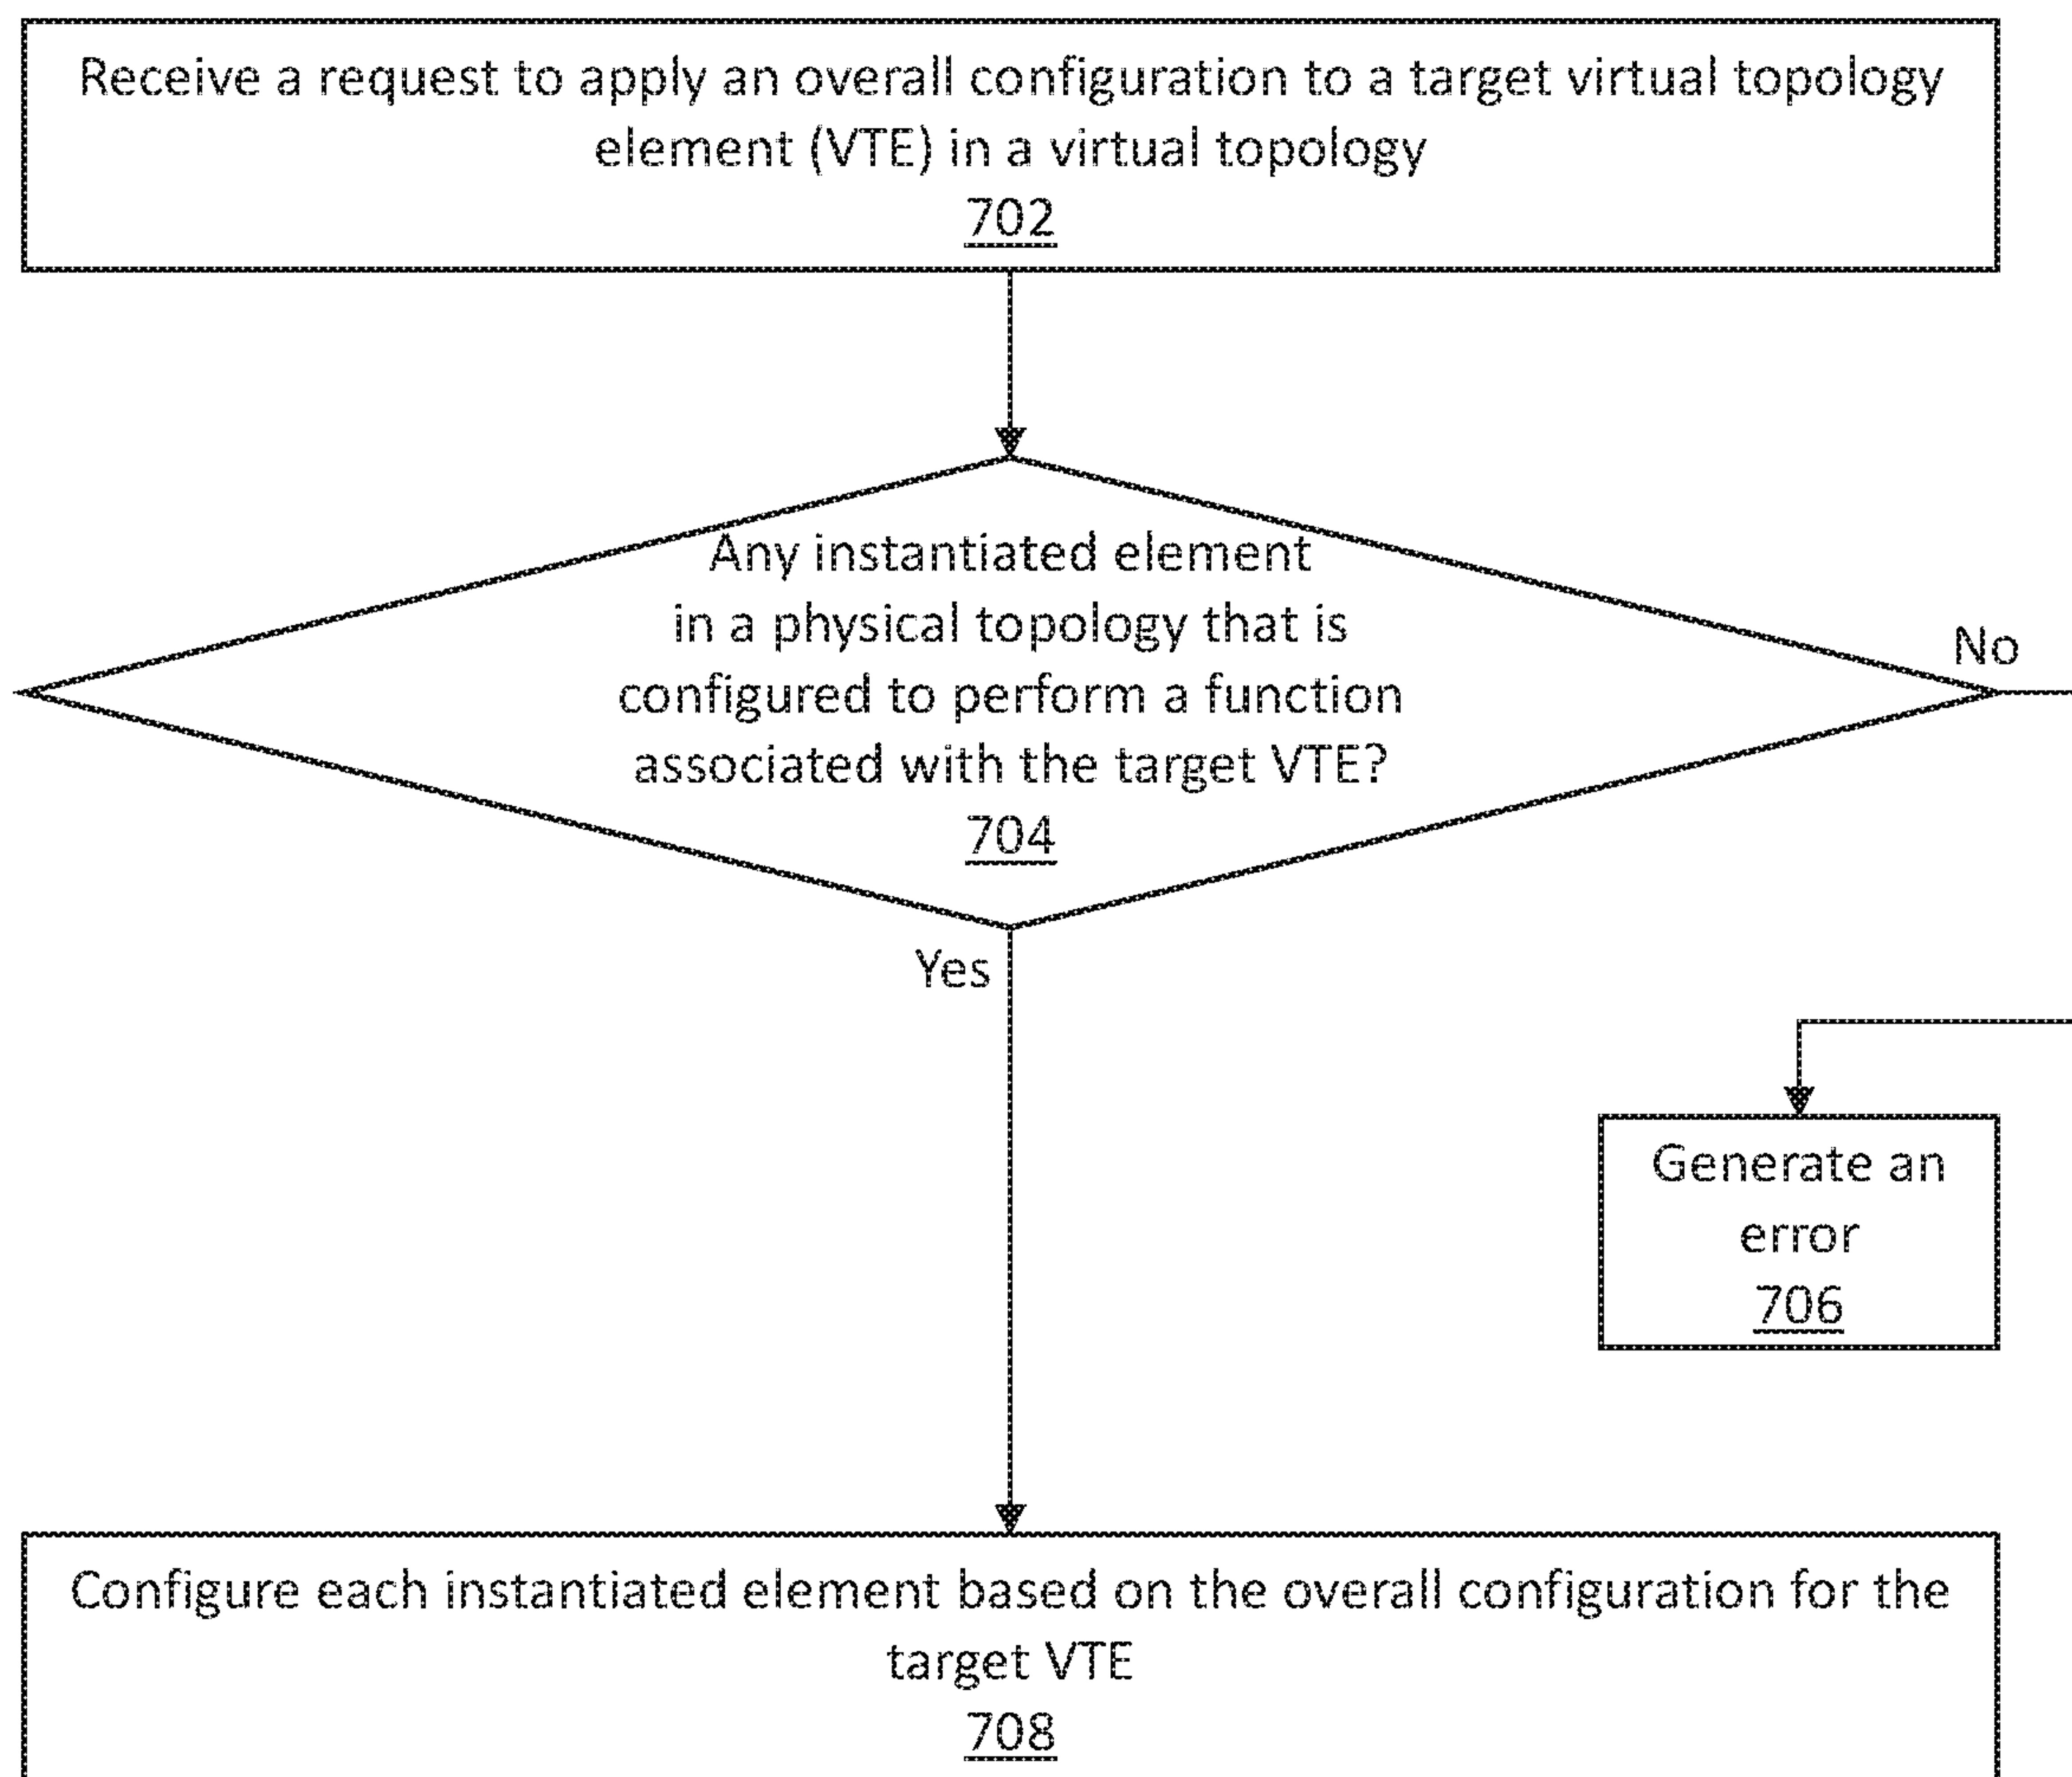 Receive a request to apply an overall configuration to a target virtual topology
element (VTE) in a virtual topology
702
Any instantiated element
in a physical topology that is
configured to perform a function
associated with the target VTE?
704
No
Yes
Generate an
error
706
Configure each instantiated element based on the overall configuration for the
target VTE
708